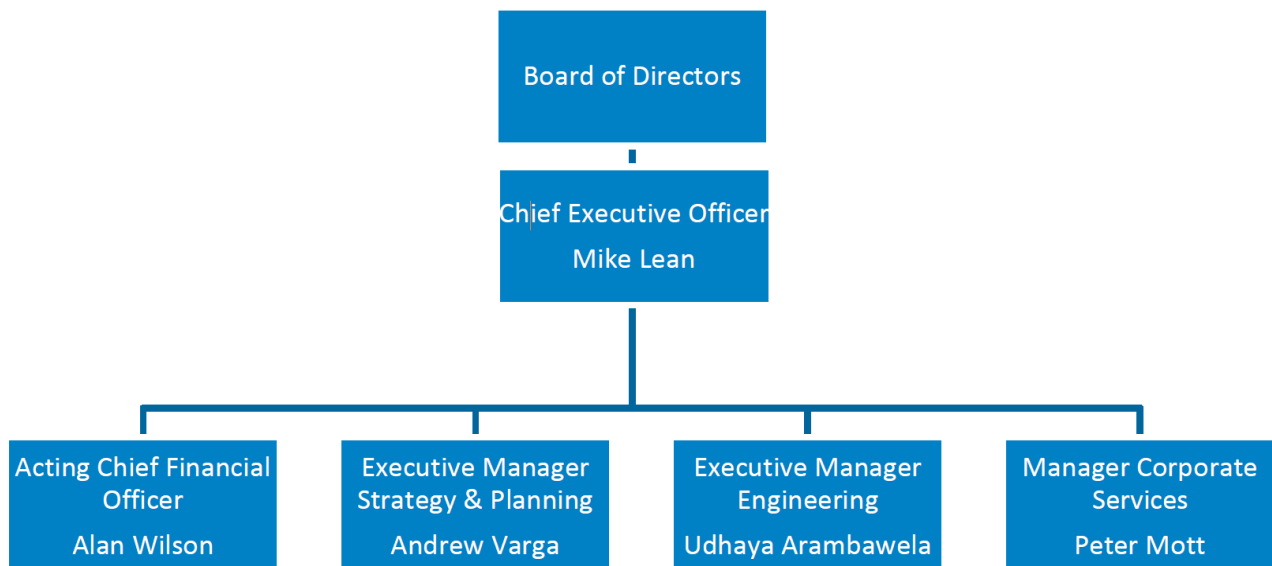 Board of Directors
Chief Executive Officer
Mike Lean
Acting Chief Financial
Officer
Alan Wilson
Executive Manager
Strategy & Planning
Andrew Varga
Executive Manager
Engineering
Udhaya Arambawela
Manager Corporate
Services
Peter Mott